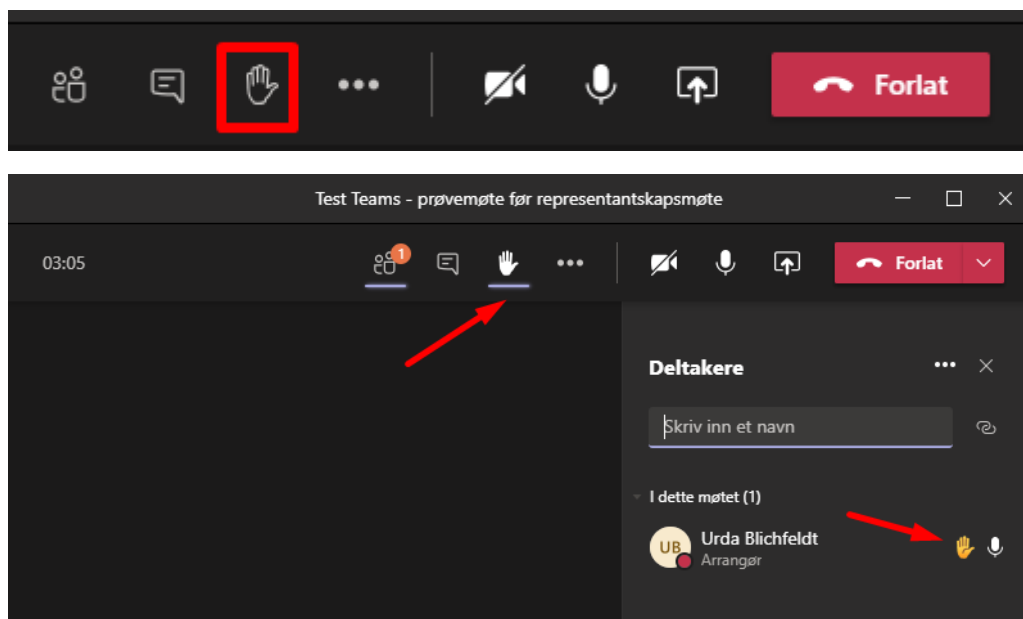 Forlat
Test Teams - prøvemøte før representantskapsmøte
03:05
1
Forlat
Deltakere
Skriv inn et navn
I dette møtet (1)
UB
Urda Blichfeldt
Arrangør